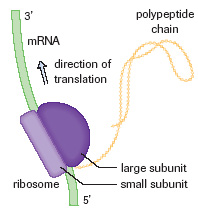 3'
polypeptide
chain
mRNA
direction of
translation
large subunit
ribosome
small subunit
5'